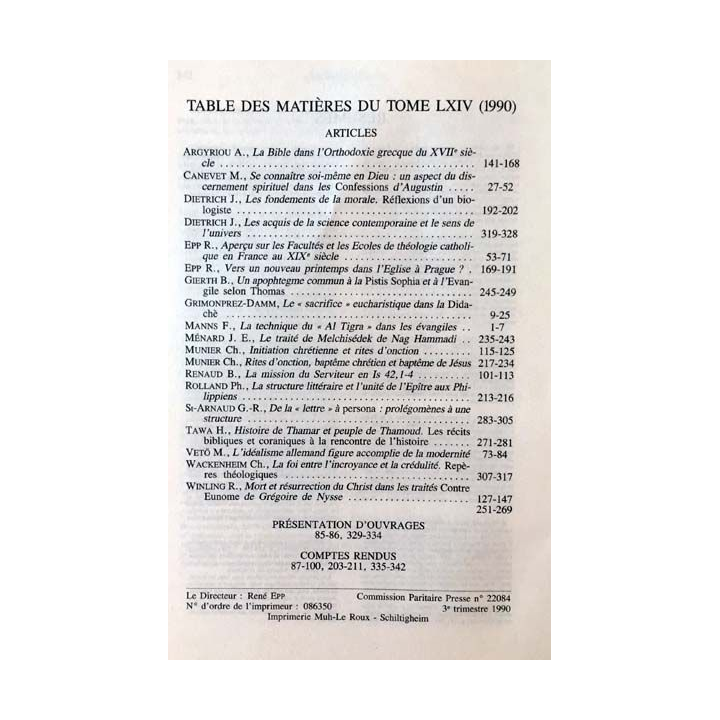 TABLE DES MATIÈRES DU TOME LXIV (1990)
ARTICLES
ARGYRIOU A., La Bible dans l'Orthodoxie grecque du XVIIe siè-
cle ........................................ 141-168
CANEVET M., Se connaître soi-même en Dieu : un aspect du dis-
cernement spirituel dans les Confessions d'Augustin ..... 27-52
DIETRICH J., Les fondements de la morale. Réflexions d'un bio-
logiste ........................................ 192-202
DIETRICH J., Les acquis de la science contemporaine et le sens de
l'univers ........................................ 319-328
EPP R., Aperçu sur les Facultés et les Ecoles de théologie catholi-
que en France au XIXe siècle ........................ 53-71
EPP R., Vers un nouveau printemps dans l'Eglise à Prague ? . 169-191
GIERTH B., Un apophtegme commun à la Pistis Sophia et à l'Evan-
gile selon Thomas ........................ 245-249
GRIMONPREZ-DAMM, Le « sacrifice » eucharistique dans la Dida-
chè ........................................ 9-25
MANNS F., La technique du « Al Tigra » dans les évangiles .. 1-7
MÉNARD J. E., Le traité de Melchisédek de Nag Hammadi .. 235-243
MUNIER Ch., Initiation chrétienne et rites d'onction ...... 115-125
MUNIER Ch., Rites d'onction, baptême chrétien et baptême de Jésus 217-234
RENAUD B., La mission du Serviteur en Is 42,1-4 .......... 101-113
ROLLAND Ph., La structure littéraire et l'unité de l'Epître aux Phi-
lippiens ........................................ 213-216
St-ARNAUD G.-R., De la « lettre » à persona : prolégomènes à une
structure ........................................ 283-305
TAWA H., Histoire de Thamar et peuple de Thamoud. Les récits
bibliques et coraniques à la rencontre de l'histoire ....... 271-281
VETÖ M., L'idéalisme allemand figure accomplie de la modernité 73-84
WACKENHEIM Ch., La foi entre l'incroyance et la crédulité. Repè-
res théologiques ........................................ 307-317
WINLING R., Mort et résurrection du Christ dans les traités Contre
Eunome de Grégoire de Nysse .................... 127-147
251-269
PRÉSENTATION D'OUVRAGES
85-86, 329-334
COMPTES RENDUS
87-100, 203-211, 335-342
Le Directeur : René EPP Commission Paritaire Presse n° 22084
N° d'ordre de l'imprimeur : 086350 3e trimestre 1990
Imprimerie Muh-Le Roux - Schiltigheim